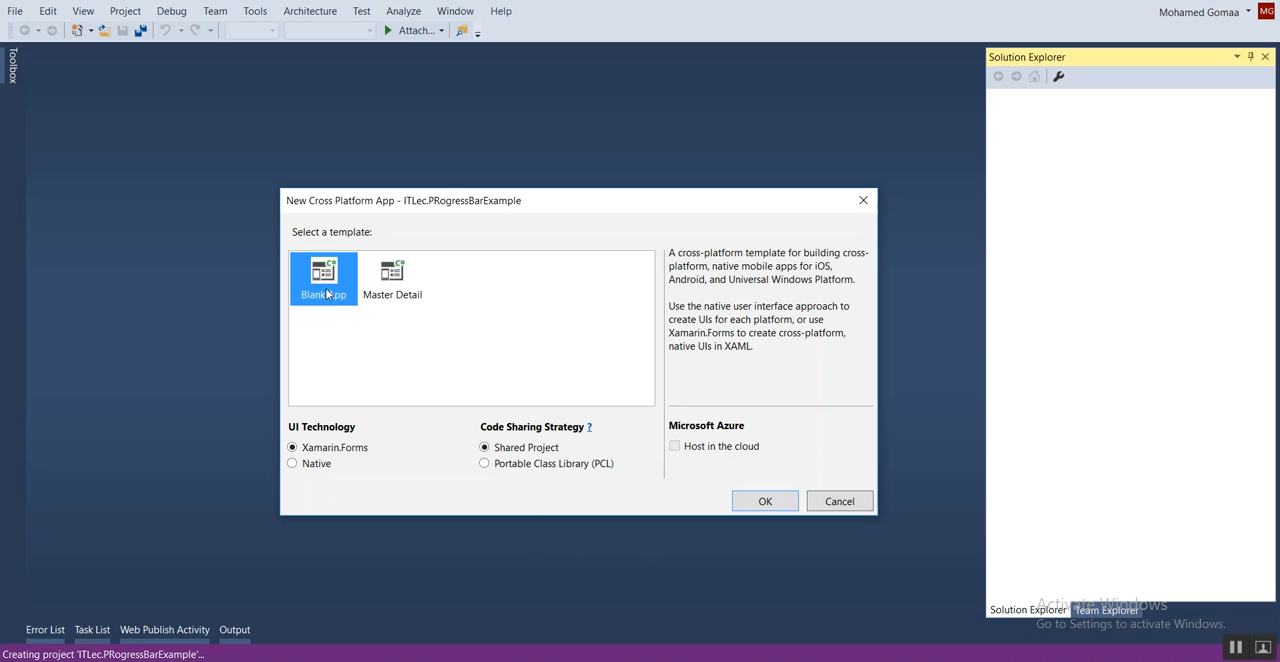 File Edit View Project Debug Team Tools Architecture Test Analyze Window Help
Mohamed Gomaa MG
Attach...
Toolbox
Solution Explorer
New Cross Platform App - ITLec.PRogressBarExample
Select a template:
Blank App
Master Detail
A cross-platform template for building cross-
platform, native mobile apps for iOS,
Android, and Universal Windows Platform.
Use the native user interface approach to
create UIs for each platform, or use
Xamarin.Forms to create cross-platform,
native UIs in XAML.
UI Technology
Xamarin.Forms
Native
Code Sharing Strategy ?
Shared Project
Portable Class Library (PCL)
Microsoft Azure
Host in the cloud
OK Cancel
Solution Explorer Team Explorer
Activate Windows
Go to Settings to activate Windows.
Error List Task List Web Publish Activity Output
Creating project 'ITLec.PRogressBarExample'...